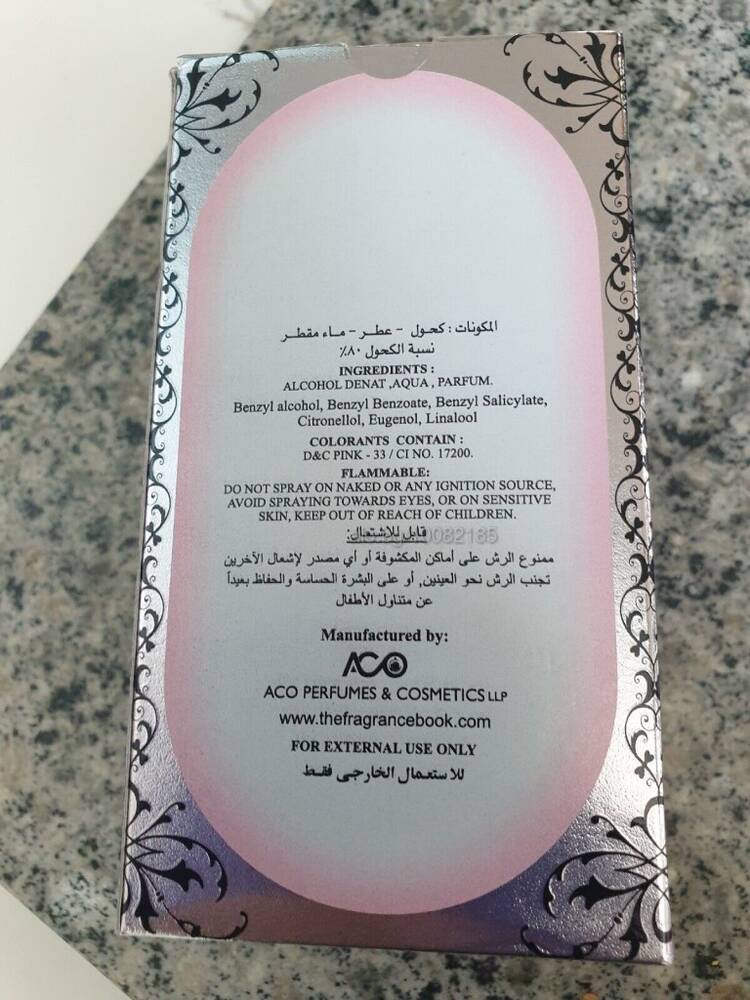 المكونات : كحول - عطر - ماء مقطر
نسبة الكحول ٨٠٪
INGREDIENTS :
ALCOHOL DENAT ,AQUA , PARFUM.
Benzyl alcohol, Benzyl Benzoate, Benzyl Salicylate,
Citronellol, Eugenol, Linalool
COLORANTS CONTAIN :
D&C PINK - 33 / CI NO. 17200.
FLAMMABLE:
DO NOT SPRAY ON NAKED OR ANY IGNITION SOURCE,
AVOID SPRAYING TOWARDS EYES, OR ON SENSITIVE
SKIN, KEEP OUT OF REACH OF CHILDREN.
قابل للاشتعال:
0082185
ممنوع الرش على أماكن المكشوفة أو أي مصدر لإشعال الآخرين
تجنب الرش نحو العينين, أو على البشرة الحساسة والحفاظ بعيداً
عن متناول الأطفال
Manufactured by:
ACO
ACO PERFUMES & COSMETICS LLP
www.thefragrancebook.com
FOR EXTERNAL USE ONLY
للاستعمال الخارجى فقط